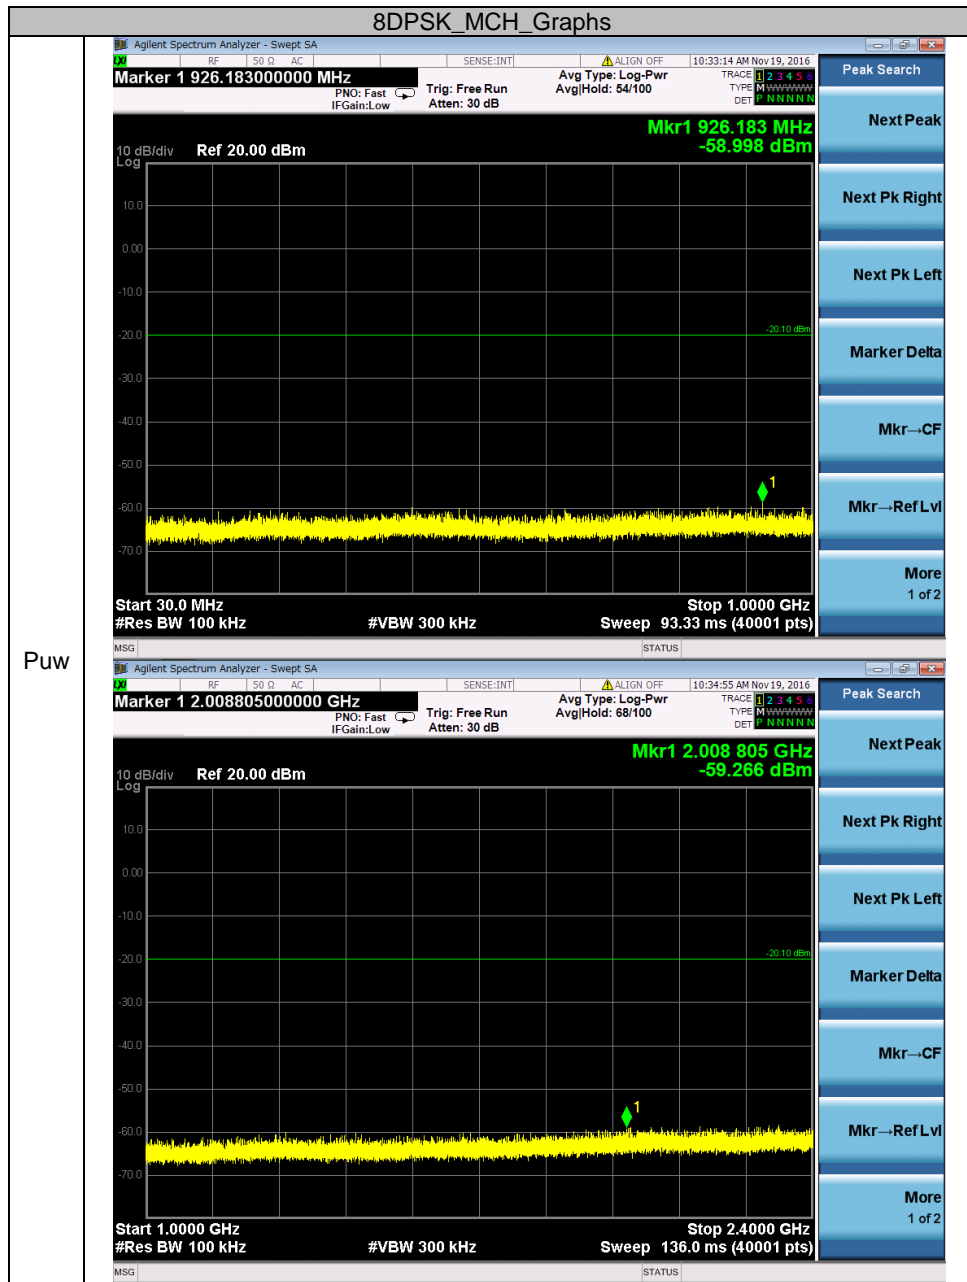 8DPSK_MCH_Graphs
Puw
Agilent Spectrum Analyzer - Swept SA
LXI RF 50 Ω AC SENSE:INT ALIGN OFF 10:33:14 AM Nov 19, 2016
Marker 1 926.183000000 MHz
PNO: Fast
IFGain:Low
Trig: Free Run
Atten: 30 dB
Avg Type: Log-Pwr
Avg|Hold: 54/100
TRACE 1 2 3 4 5 6
TYPE M WWWWW
DET P N N N N N
Mkr1 926.183 MHz
-58.998 dBm
10 dB/div Ref 20.00 dBm
Log
10.0
0.00
-10.0
-20.0
-20.10 dBm
-30.0
-40.0
-50.0
1
-60.0
-70.0
Start 30.0 MHz Stop 1.0000 GHz
#Res BW 100 kHz #VBW 300 kHz Sweep 93.33 ms (40001 pts)
MSG STATUS
Peak Search
Next Peak
Next Pk Right
Next Pk Left
Marker Delta
Mkr→CF
Mkr→Ref Lvl
More
1 of 2
Agilent Spectrum Analyzer - Swept SA
LXI RF 50 Ω AC SENSE:INT ALIGN OFF 10:34:55 AM Nov 19, 2016
Marker 1 2.008805000000 GHz
PNO: Fast
IFGain:Low
Trig: Free Run
Atten: 30 dB
Avg Type: Log-Pwr
Avg|Hold: 68/100
TRACE 1 2 3 4 5 6
TYPE M WWWWW
DET P N N N N N
Mkr1 2.008 805 GHz
-59.266 dBm
10 dB/div Ref 20.00 dBm
Log
10.0
0.00
-10.0
-20.0
-20.10 dBm
-30.0
-40.0
-50.0
1
-60.0
-70.0
Start 1.0000 GHz Stop 2.4000 GHz
#Res BW 100 kHz #VBW 300 kHz Sweep 136.0 ms (40001 pts)
MSG STATUS
Peak Search
Next Peak
Next Pk Right
Next Pk Left
Marker Delta
Mkr→CF
Mkr→Ref Lvl
More
1 of 2